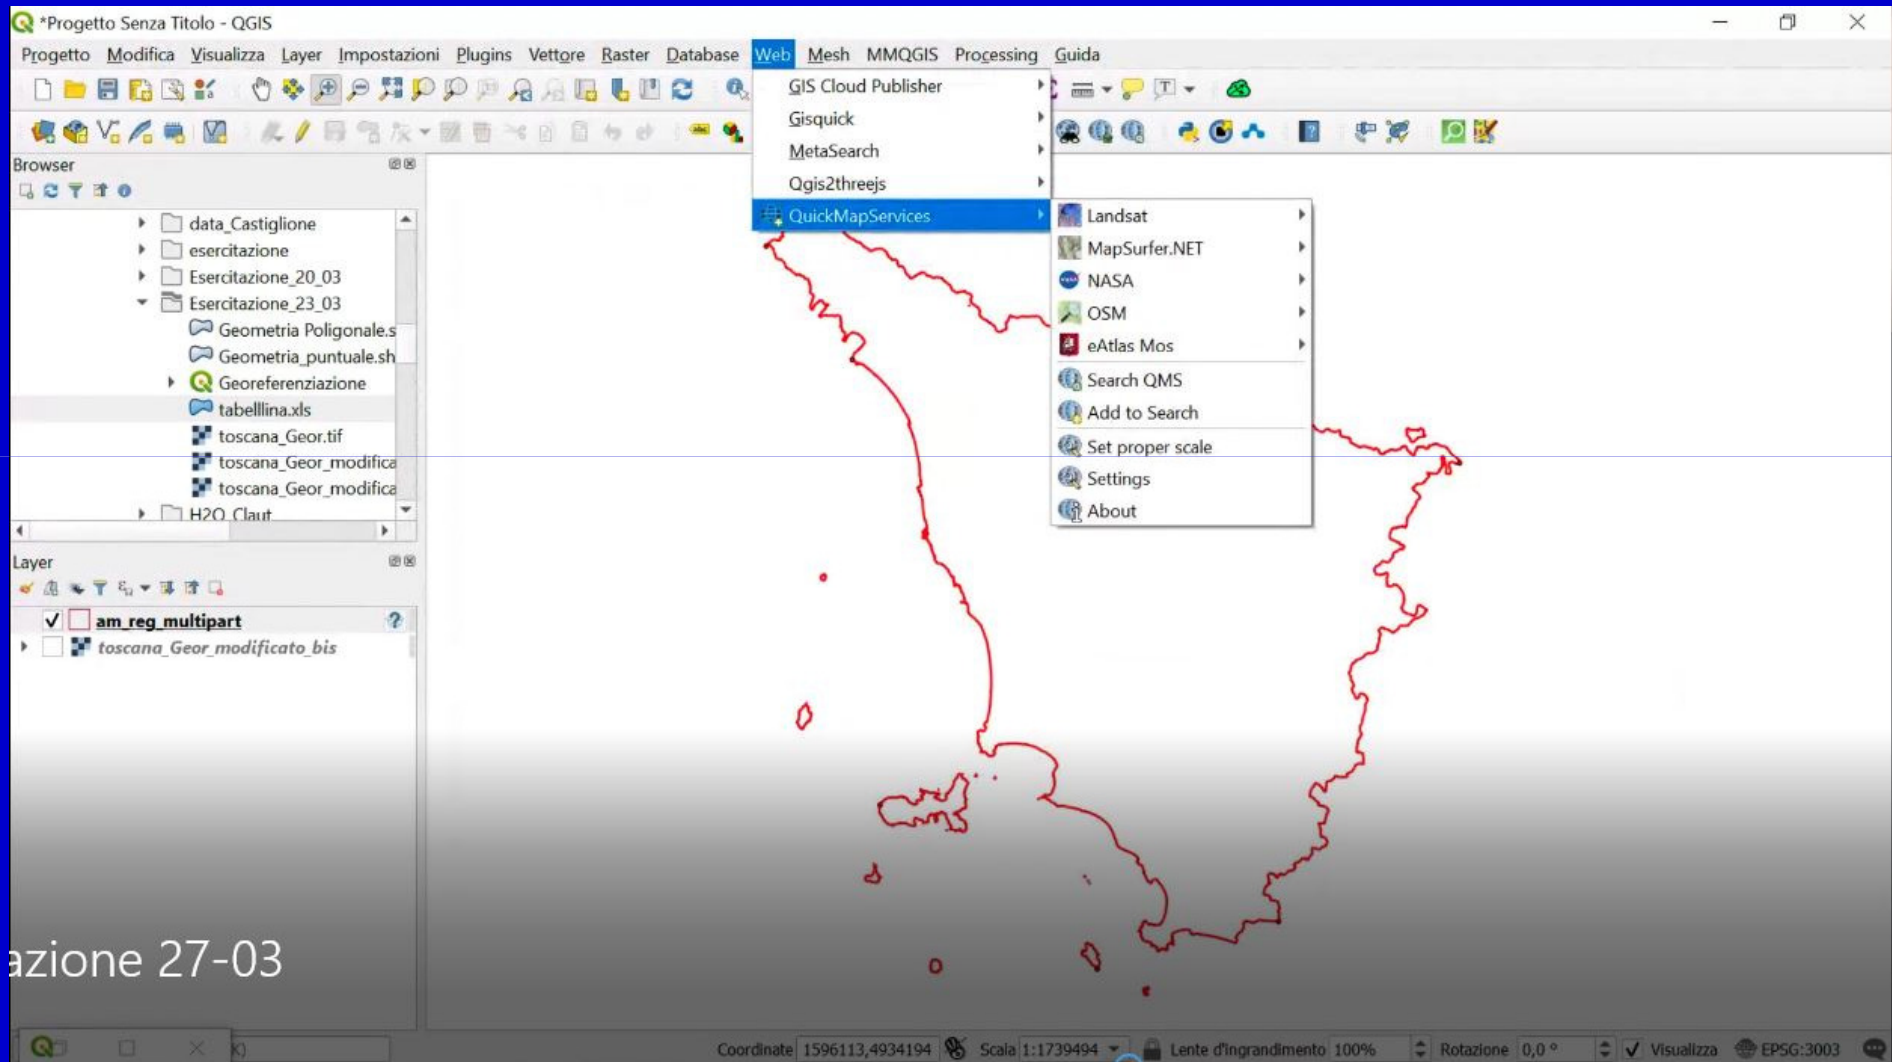 *Progetto Senza Titolo - QGIS
Progetto Modifica Visualizza Layer Impostazioni Plugins Vettore Raster Database Web Mesh MMQGIS Processing Guida
GIS Cloud Publisher
Gisquick
MetaSearch
Qgis2threejs
QuickMapServices
Landsat
MapSurfer.NET
NASA
OSM
eAtlas Mos
Search QMS
Add to Search
Set proper scale
Settings
About
Browser
data_Castiglione
esercitazione
Esercitazione_20_03
Esercitazione_23_03
Geometria Poligonale.s
Geometria_puntuale.sh
Georeferenziazione
tabelllina.xls
toscana_Geor.tif
toscana_Geor_modifica
toscana_Geor_modifica
H2O_Claut
Layer
am_reg_multipart
toscana_Geor_modificato_bis
azione 27-03
K)
Coordinate 1596113,4934194 Scala 1:1739494 Lente d'ingrandimento 100% Rotazione 0,0 ° Visualizza EPSG:3003